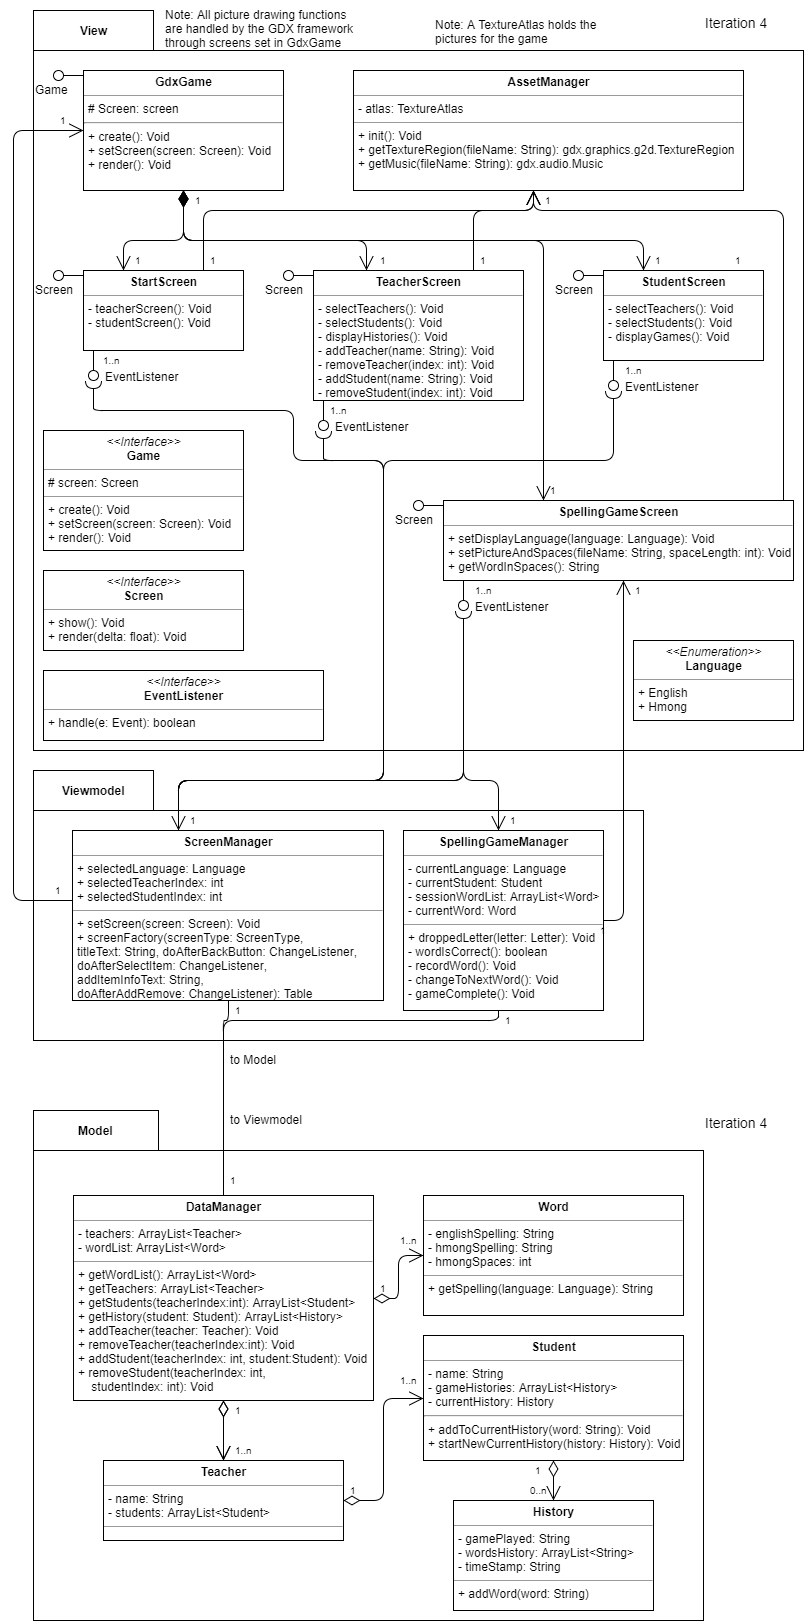 Note: All picture drawing functions
are handled by the GDX framework
through screens set in GdxGame
Note: A TextureAtlas holds the
pictures for the game
Iteration 4
View
Game
GdxGame
# Screen: screen
+ create(): Void
+ setScreen(screen: Screen): Void
+ render(): Void
1
1
AssetManager
- atlas: TextureAtlas
+ init(): Void
+ getTextureRegion(fileName: String): gdx.graphics.g2d.TextureRegion
+ getMusic(fileName: String): gdx.audio.Music
1
1
1
1
1
1
1
Screen
StartScreen
- teacherScreen(): Void
- studentScreen(): Void
1..n
EventListener
Screen
TeacherScreen
- selectTeachers(): Void
- selectStudents(): Void
- displayHistories(): Void
- addTeacher(name: String): Void
- removeTeacher(index: int): Void
- addStudent(name: String): Void
- removeStudent(index: int): Void
1..n
EventListener
Screen
StudentScreen
- selectTeachers(): Void
- selectStudents(): Void
- displayGames(): Void
1..n
EventListener
<<Interface>>
Game
# screen: Screen
+ create(): Void
+ setScreen(screen: Screen): Void
+ render(): Void
1
Screen
SpellingGameScreen
+ setDisplayLanguage(language: Language): Void
+ setPictureAndSpaces(fileName: String, spaceLength: int): Void
+ getWordInSpaces(): String
1..n
EventListener
1
<<Interface>>
Screen
+ show(): Void
+ render(delta: float): Void
<<Interface>>
EventListener
+ handle(e: Event): boolean
<<Enumeration>>
Language
+ English
+ Hmong
Viewmodel
1
1
ScreenManager
+ selectedLanguage: Language
+ selectedTeacherIndex: int
+ selectedStudentIndex: int
+ setScreen(screen: Screen): Void
+ screenFactory(screenType: ScreenType,
titleText: String, doAfterBackButton: ChangeListener,
doAfterSelectItem: ChangeListener,
addItemInfoText: String,
doAfterAddRemove: ChangeListener): Table
1
1
SpellingGameManager
- currentLanguage: Language
- currentStudent: Student
- sessionWordList: ArrayList<Word>
- currentWord: Word
+ droppedLetter(letter: Letter): Void
- wordIsCorrect(): boolean
- recordWord(): Void
- changeToNextWord(): Void
- gameComplete(): Void
1
1
to Model
to Viewmodel
Iteration 4
Model
1
DataManager
- teachers: ArrayList<Teacher>
- wordList: ArrayList<Word>
+ getWordList(): ArrayList<Word>
+ getTeachers: ArrayList<Teacher>
+ getStudents(teacherIndex:int): ArrayList<Student>
+ getHistory(student: Student): ArrayList<History>
+ addTeacher(teacher: Teacher): Void
+ removeTeacher(teacherIndex:int): Void
+ addStudent(teacherIndex: int, student:Student): Void
+ removeStudent(teacherIndex: int,
studentIndex: int): Void
1
1..n
Word
- englishSpelling: String
- hmongSpelling: String
- hmongSpaces: int
+ getSpelling(language: Language): String
1..n
Student
- name: String
- gameHistories: ArrayList<History>
- currentHistory: History
+ addToCurrentHistory(word: String): Void
+ startNewCurrentHistory(history: History): Void
1
1..n
Teacher
- name: String
- students: ArrayList<Student>
1
1
0..n
History
- gamePlayed: String
- wordsHistory: ArrayList<String>
- timeStamp: String
+ addWord(word: String)